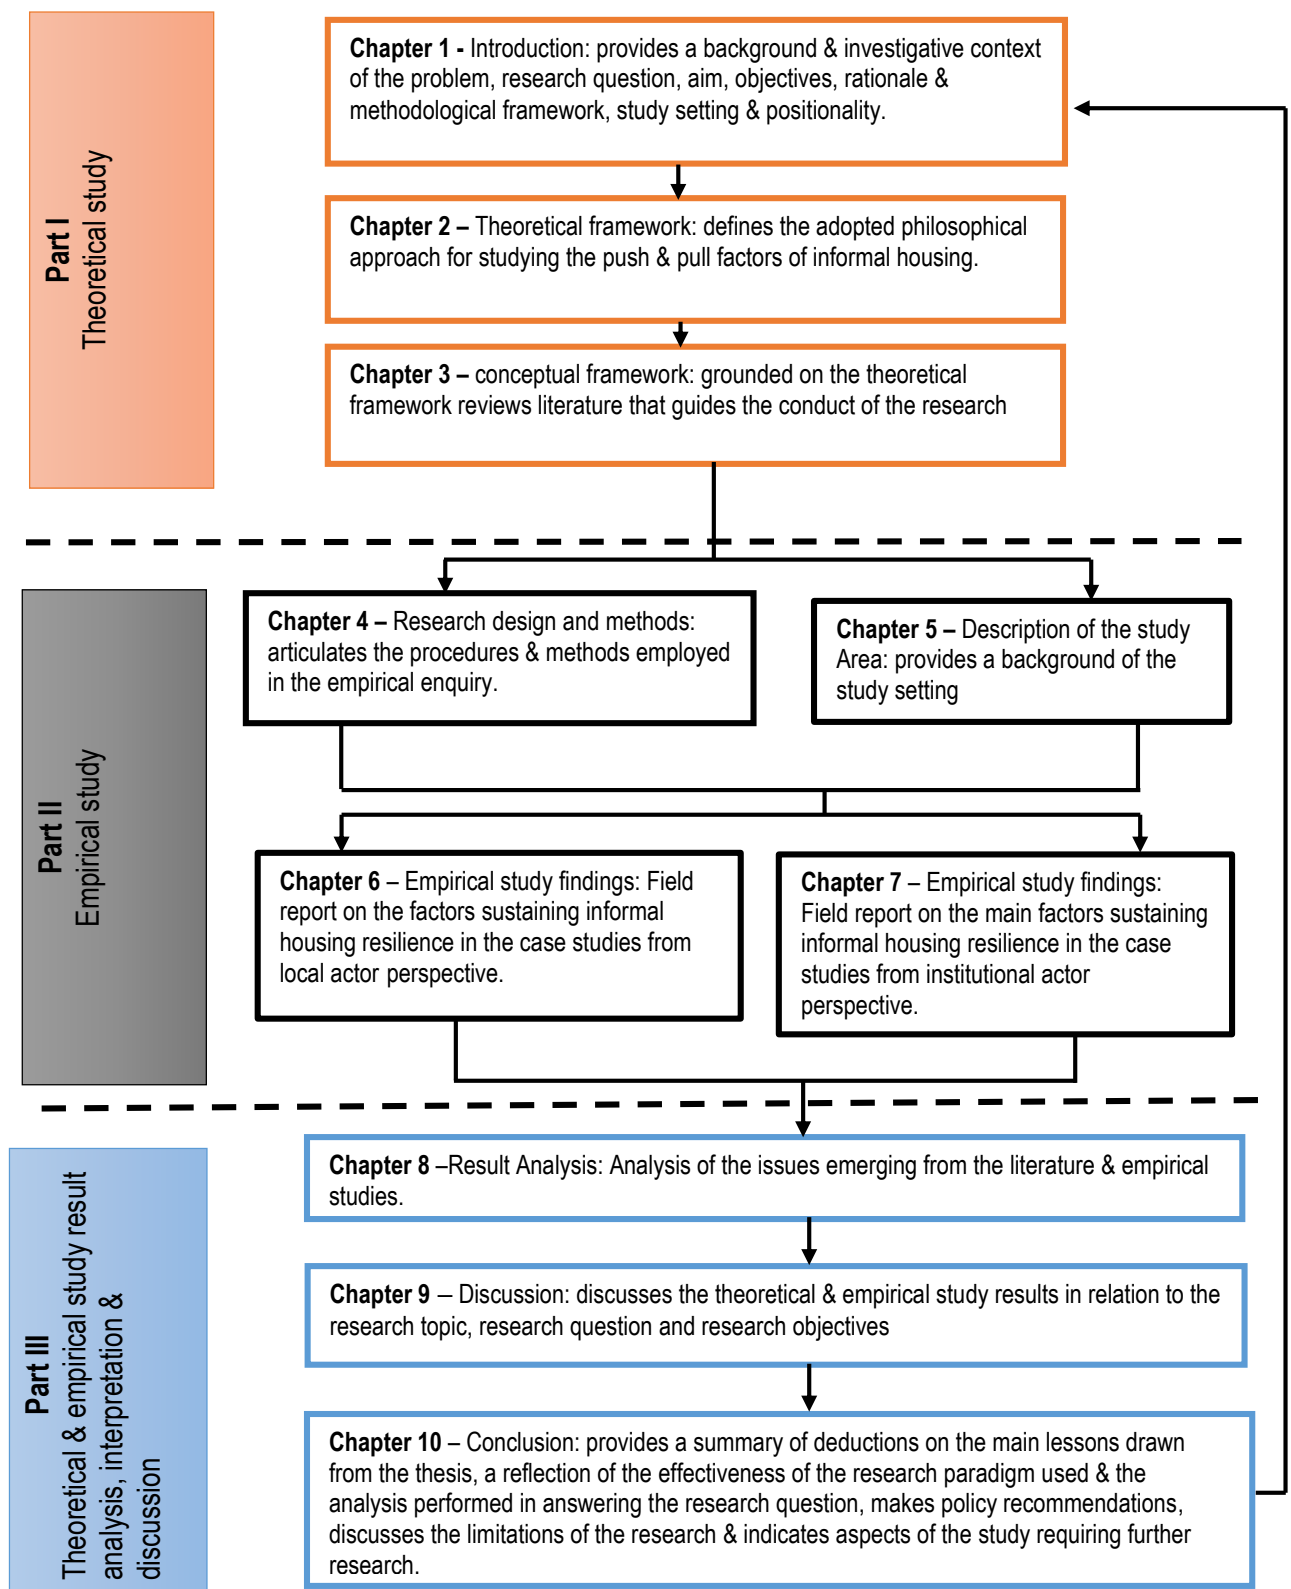 Part I
Theoretical study
Chapter 1 - Introduction: provides a background & investigative context
of the problem, research question, aim, objectives, rationale &
methodological framework, study setting & positionality.
Chapter 2 – Theoretical framework: defines the adopted philosophical
approach for studying the push & pull factors of informal housing.
Chapter 3 – conceptual framework: grounded on the theoretical
framework reviews literature that guides the conduct of the research
Part II
Empirical study
Chapter 4 – Research design and methods:
articulates the procedures & methods employed
in the empirical enquiry.
Chapter 5 – Description of the study
Area: provides a background of the
study setting
Chapter 6 – Empirical study findings: Field
report on the factors sustaining informal
housing resilience in the case studies from
local actor perspective.
Chapter 7 – Empirical study findings:
Field report on the main factors sustaining
informal housing resilience in the case
studies from institutional actor
perspective.
Part III
Theoretical & empirical study result
analysis, interpretation &
discussion
Chapter 8 –Result Analysis: Analysis of the issues emerging from the literature & empirical
studies.
Chapter 9 – Discussion: discusses the theoretical & empirical study results in relation to the
research topic, research question and research objectives
Chapter 10 – Conclusion: provides a summary of deductions on the main lessons drawn
from the thesis, a reflection of the effectiveness of the research paradigm used & the
analysis performed in answering the research question, makes policy recommendations,
discusses the limitations of the research & indicates aspects of the study requiring further
research.